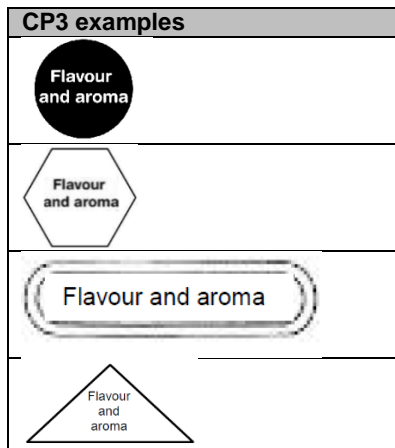 CP3 examples
Flavour
and aroma
Flavour
and aroma
Flavour and aroma
Flavour
and
aroma